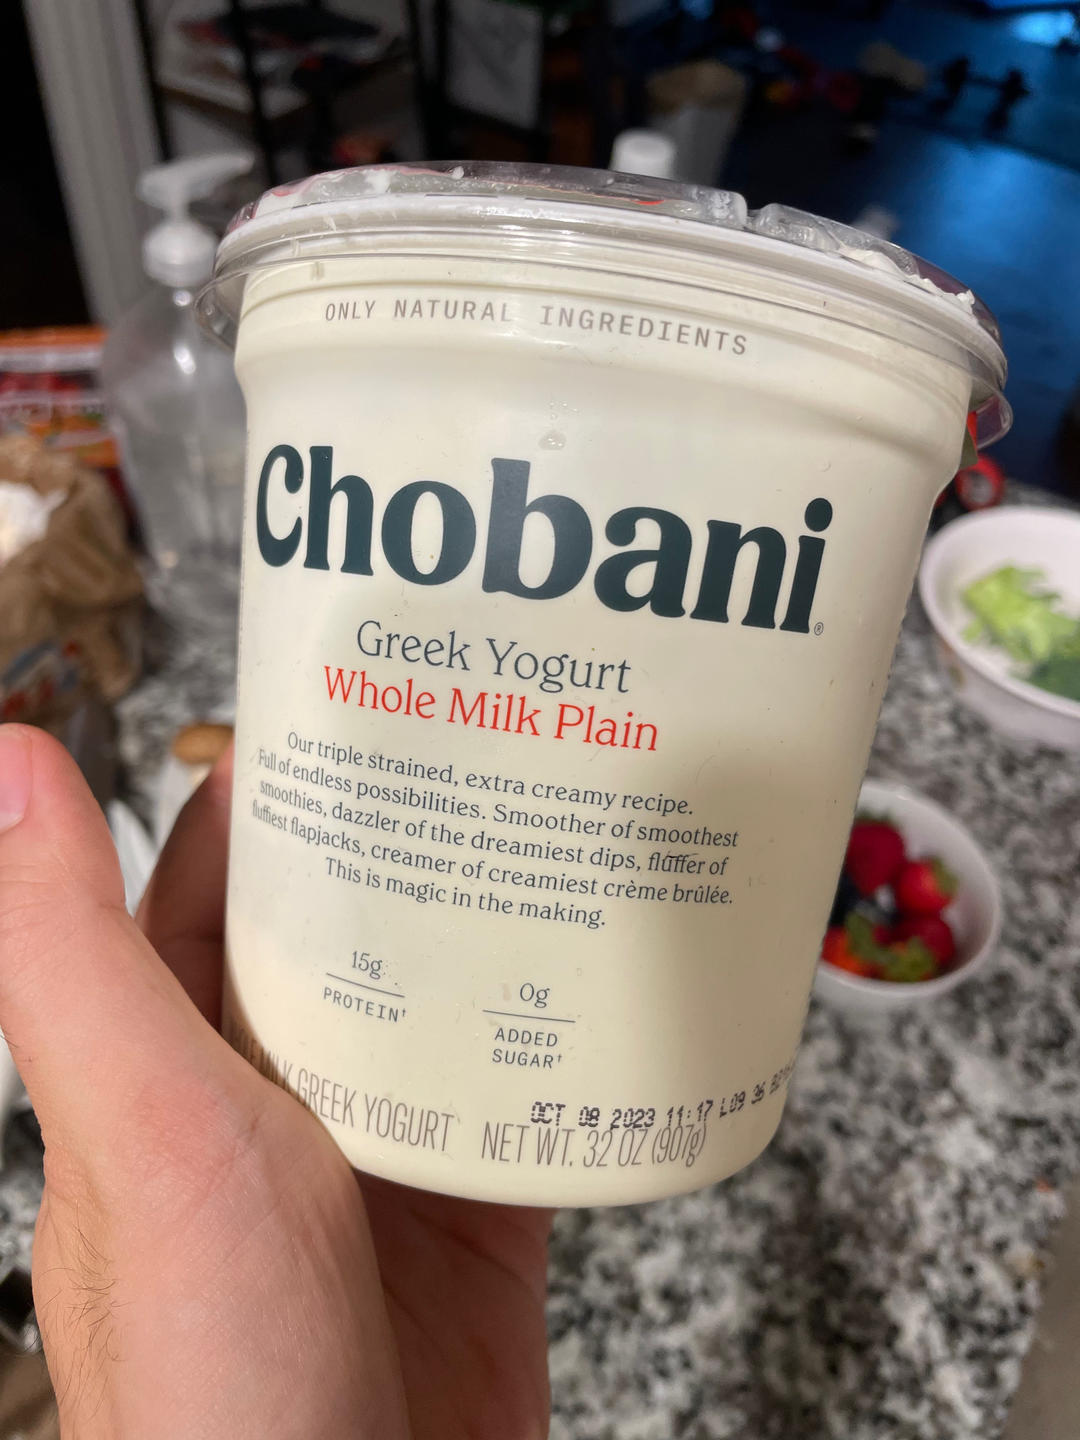 ONLY NATURAL INGREDIENTS
Chobani®
Greek Yogurt
Whole Milk Plain
Our triple strained, extra creamy recipe.
Full of endless possibilities. Smoother of smoothest
smoothies, dazzler of the dreamiest dips, fluffer of
fluffiest flapjacks, creamer of creamiest crème brûlée.
This is magic in the making.
15g
PROTEIN†
0g
ADDED
SUGAR†
OCT 08 2023 11:17 L09 36
MILK GREEK YOGURT NET WT. 32 OZ (907g)